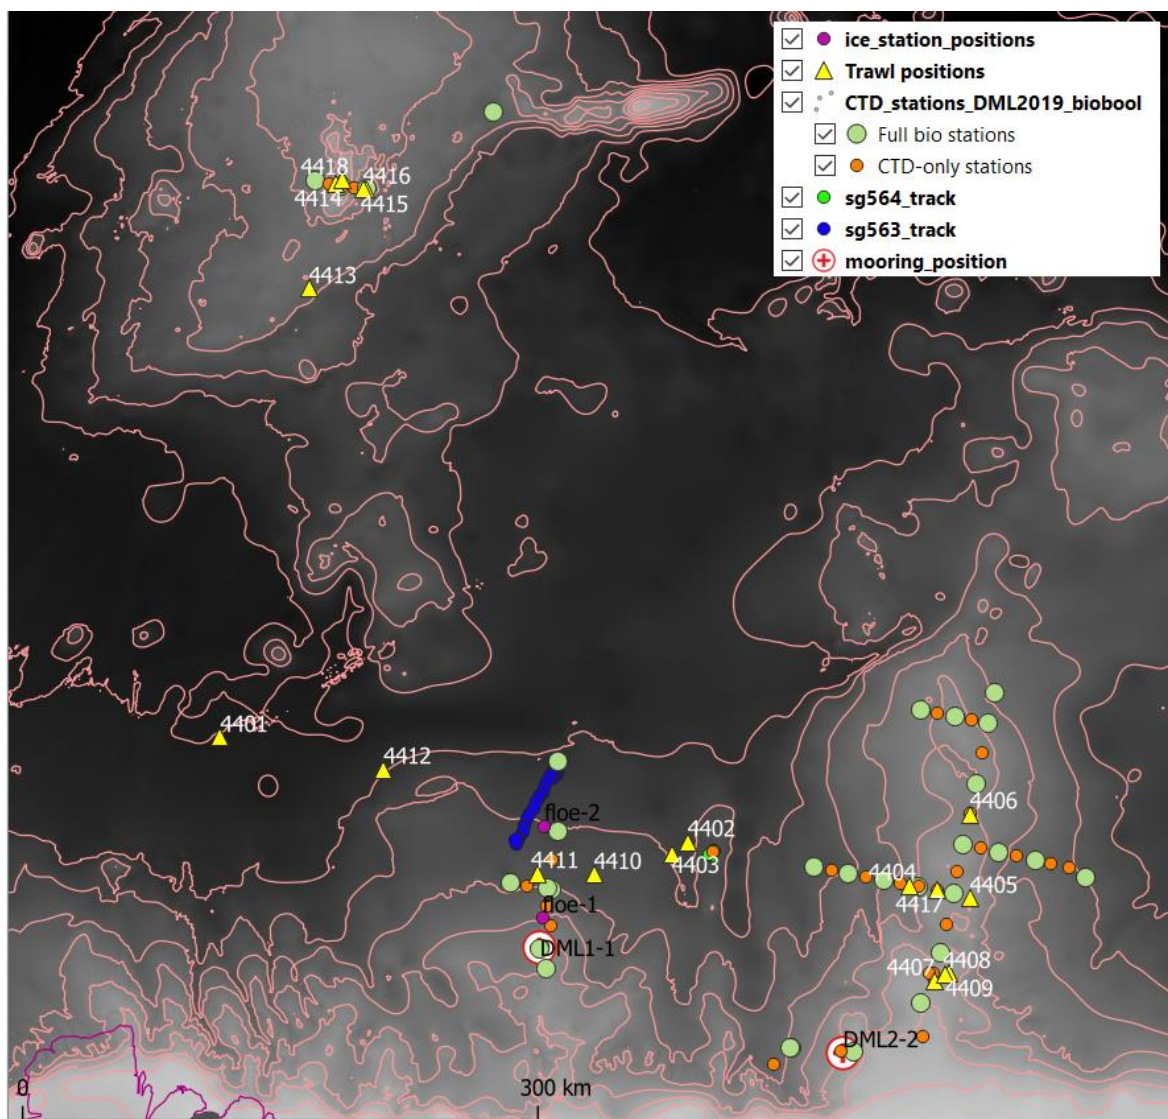 ice_station_positions
Trawl positions
CTD_stations_DML2019_biobool
Full bio stations
CTD-only stations
sg564_track
sg563_track
mooring_position
4418
4416
4414
4415
4413
4401
4412
floe-2
4402
4406
4411
4410
4403
4404
4405
4417
floe-1
DML1-1
4407
4408
4409
DML2-2
0
300 km